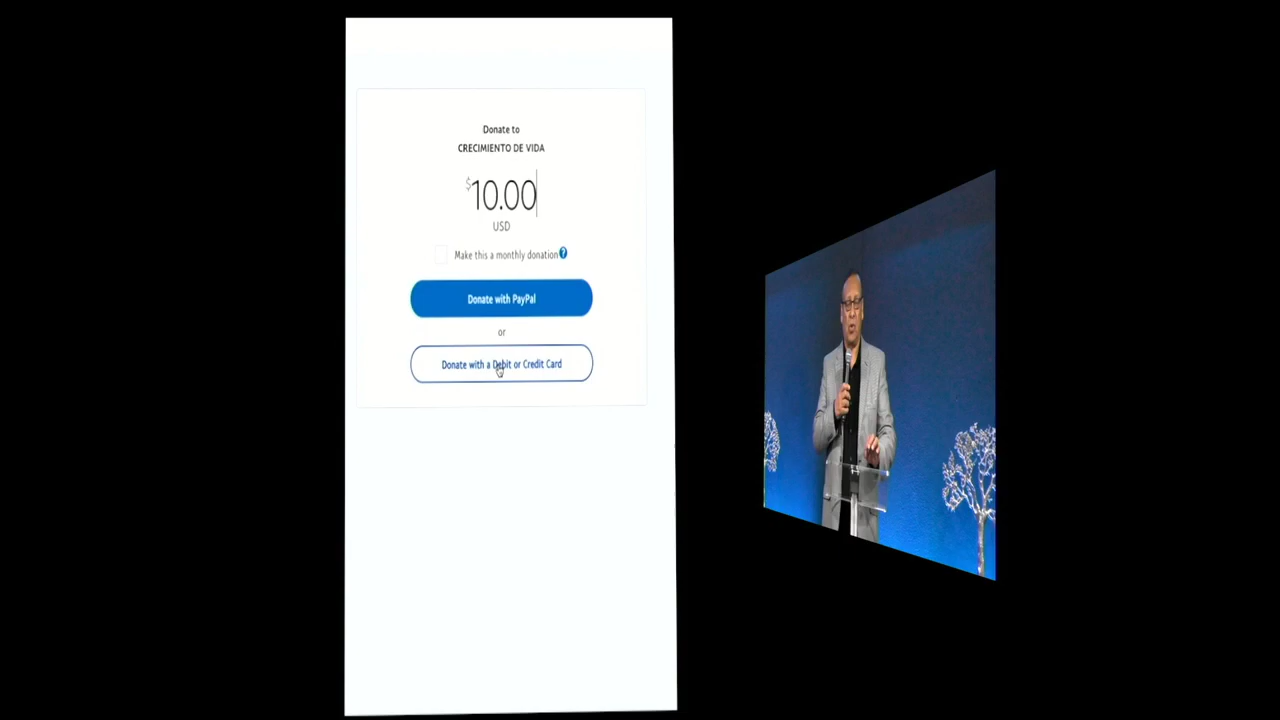 Donate to
CRECIMIENTO DE VIDA
$10.00
USD
Make this a monthly donation ?
Donate with PayPal
or
Donate with a Debit or Credit Card